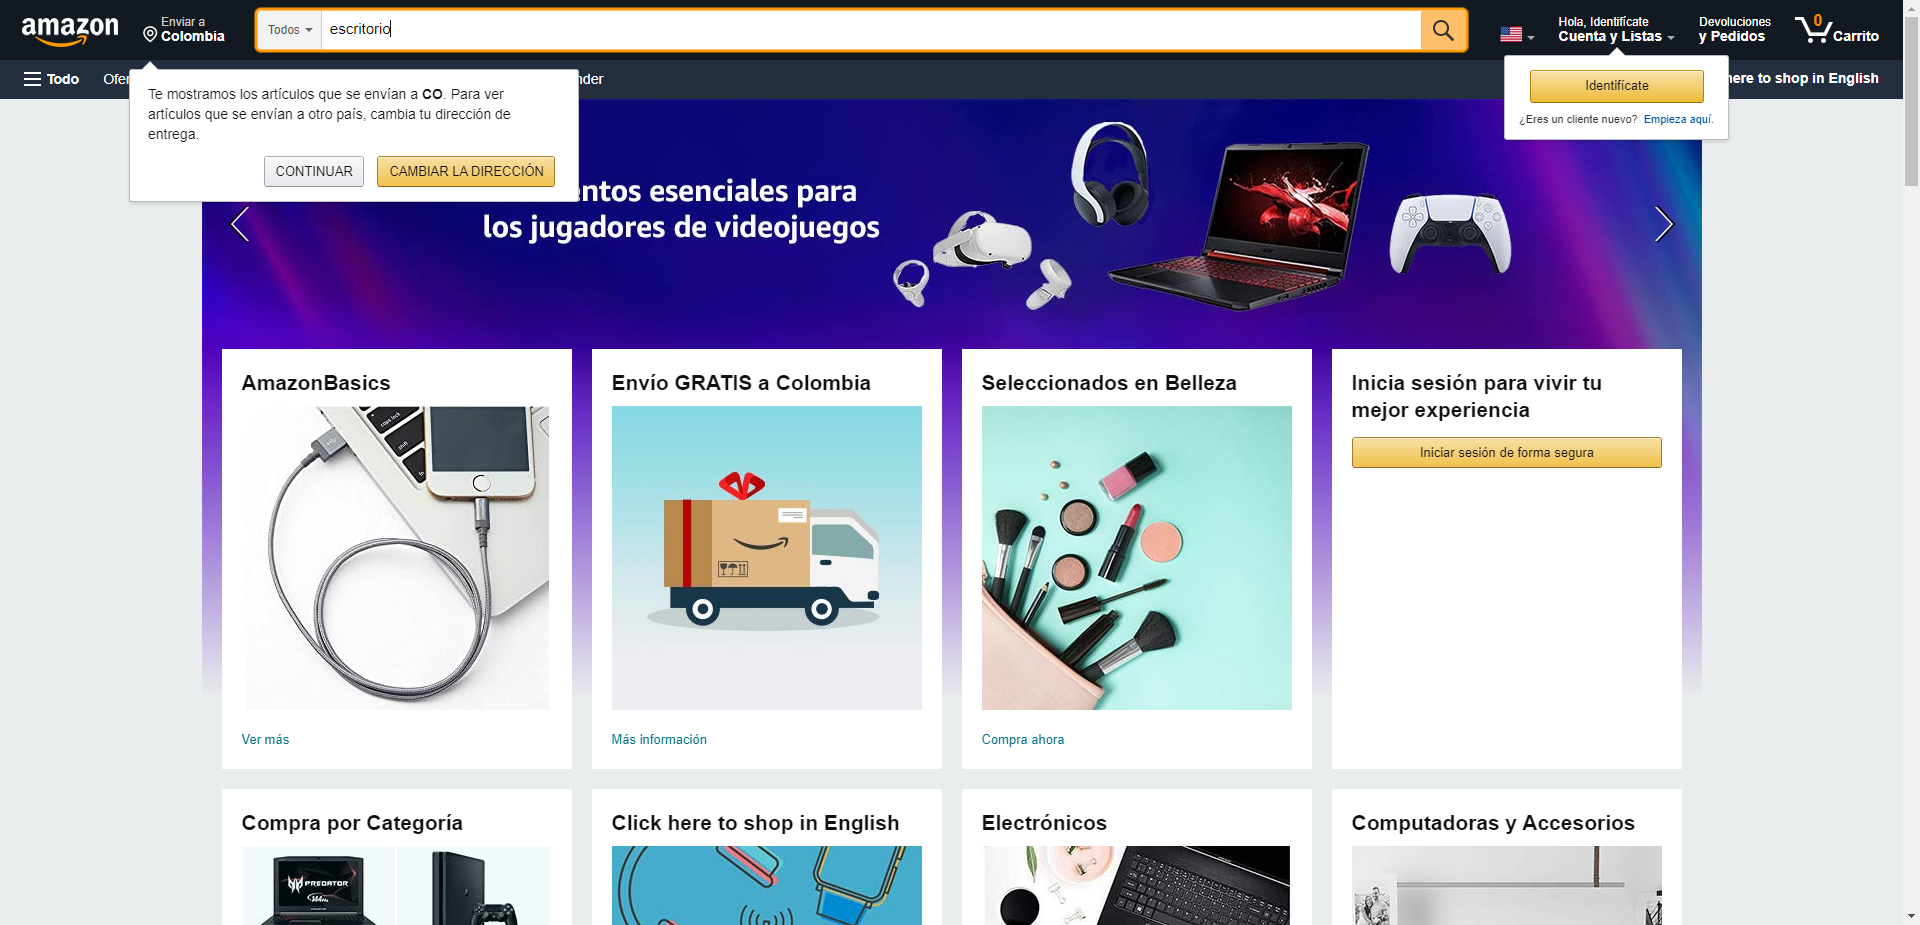 amazon
Enviar a
Colombia
Todos
escritorio
Hola, Identifícate
Cuenta y Listas
Devoluciones
y Pedidos
0
Carrito
Todo
here to shop in English
Te mostramos los artículos que se envían a CO. Para ver
artículos que se envían a otro país, cambia tu dirección de
entrega.
CONTINUAR
CAMBIAR LA DIRECCIÓN
Identifícate
¿Eres un cliente nuevo? Empieza aquí.
esenciales para
los jugadores de videojuegos
AmazonBasics
Ver más
Envío GRATIS a Colombia
Más información
Seleccionados en Belleza
Compra ahora
Inicia sesión para vivir tu
mejor experiencia
Iniciar sesión de forma segura
Compra por Categoría
PREDATOR
144Hz
Click here to shop in English
Electrónicos
Computadoras y Accesorios